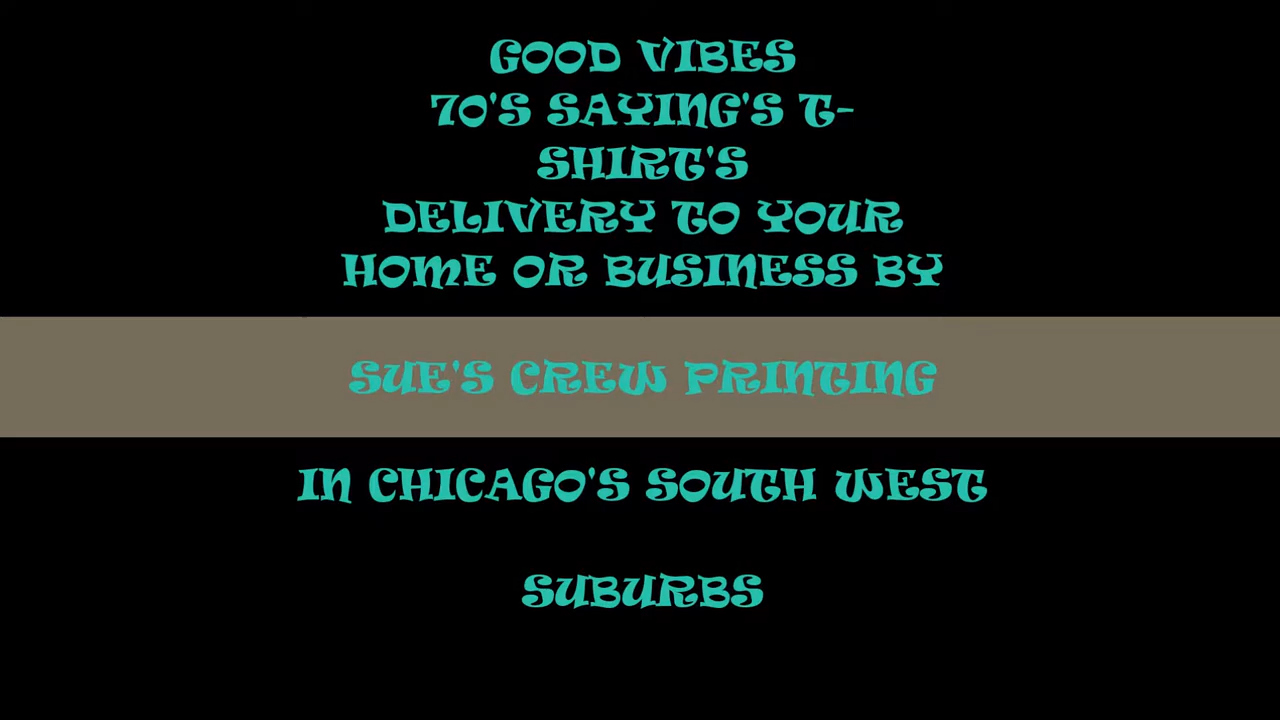 GOOD VIBES
70'S SAYING'S T-
SHIRT'S
DELIVERY TO YOUR
HOME OR BUSINESS BY
SUE'S CREW PRINTING
IN CHICAGO'S SOUTH WEST
SUBURBS